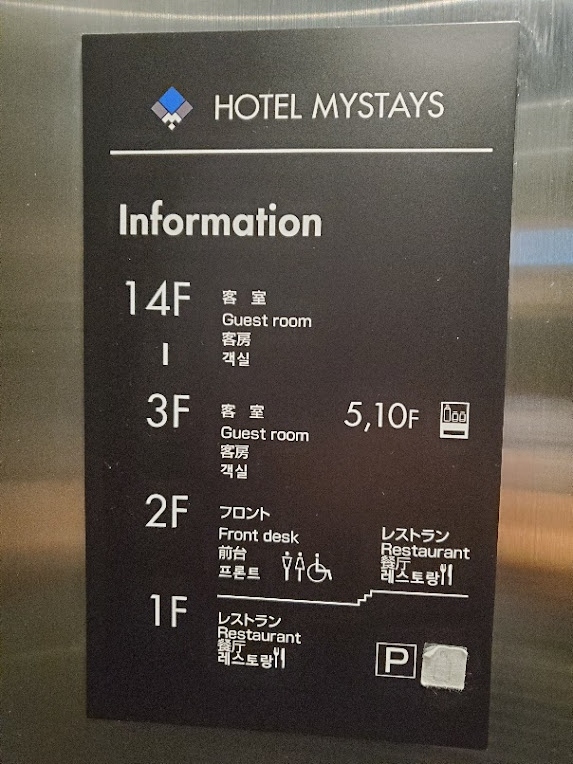 HOTEL MYSTAYS
Information
14F
客 室
Guest room
客房
객실
3F
客 室
Guest room
客房
객실
5,10F
2F
フロント
Front desk
前台
프론트
レストラン
Restaurant
餐厅
레스토랑
1F
レストラン
Restaurant
餐厅
레스토랑
P